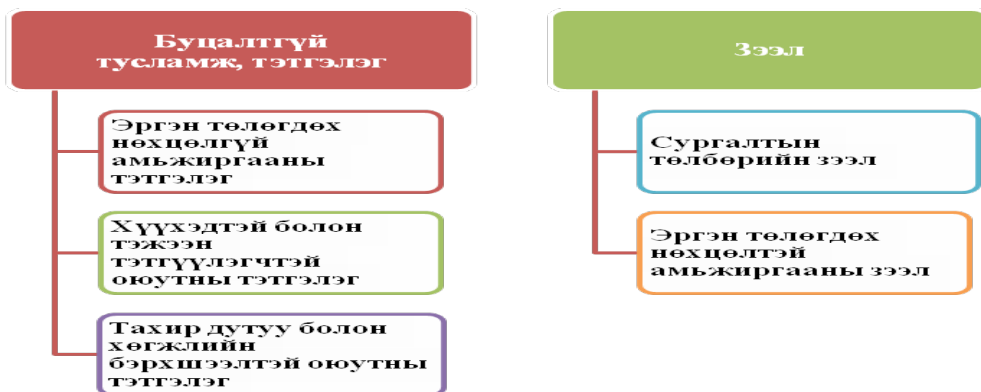 Буцалтгүй
тусламж, тэтгэлэг
Эргэн төлөгдөх
нөхцөлгүй
амьжиргааны
тэтгэлэг
Хүүхэдтэй болон
тэжээн
тэтгүүлэгчтэй
оюутны тэтгэлэг
Тахир дутуу болон
хөгжлийн
бэрхшээлтэй оюутны
тэтгэлэг
Зээл
Сургалтын
төлбөрийн зээл
Эргэн төлөгдөх
нөхцөлтэй
амьжиргааны зээл